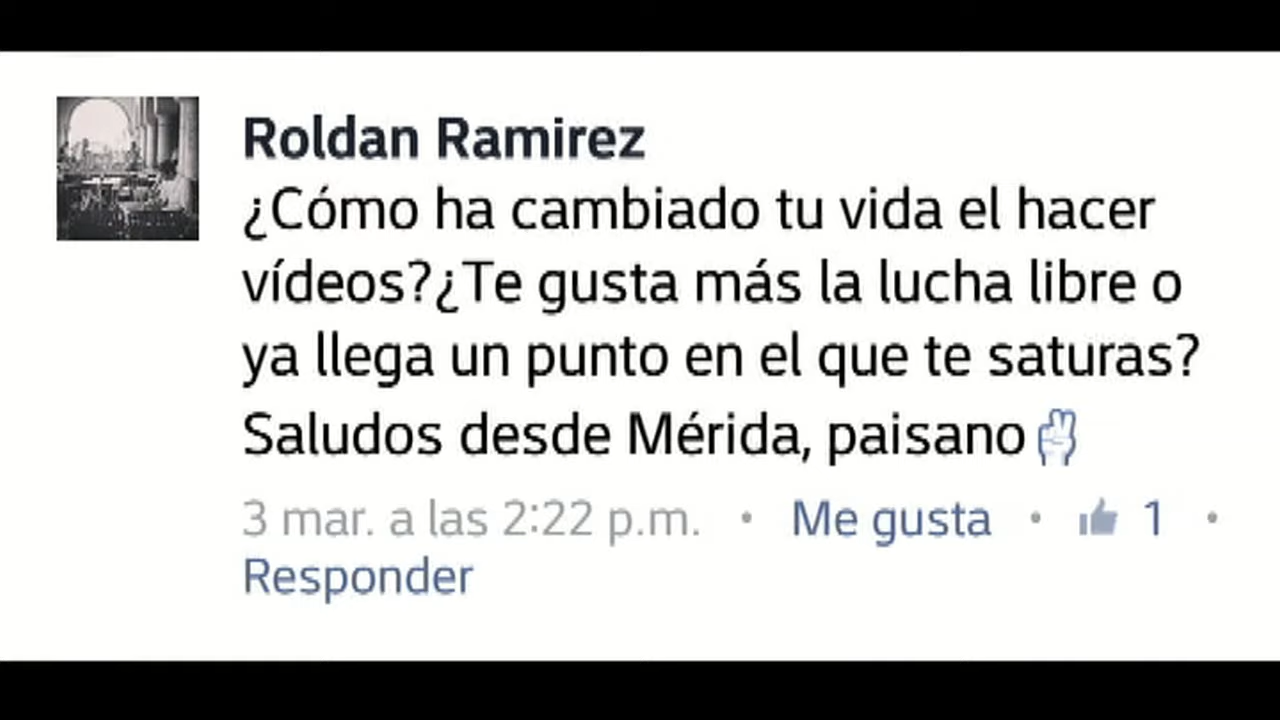 Roldan Ramirez
¿Cómo ha cambiado tu vida el hacer
vídeos?¿Te gusta más la lucha libre o
ya llega un punto en el que te saturas?
Saludos desde Mérida, paisano✌
3 mar. a las 2:22 p.m. • Me gusta • 1 •
Responder